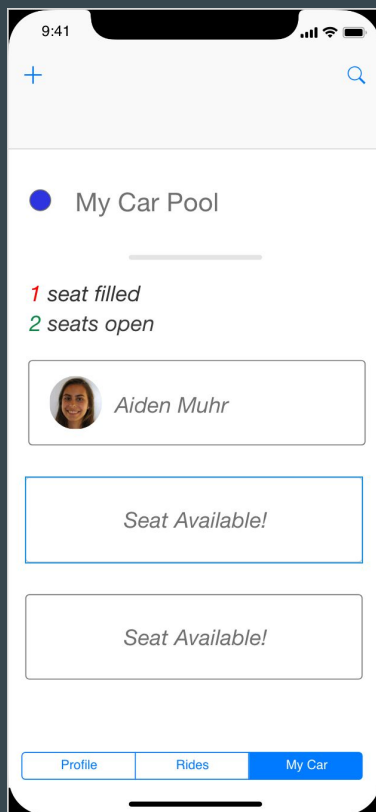 9:41
My Car Pool
1 seat filled
2 seats open
Aiden Muhr
Seat Available!
Seat Available!
Profile Rides My Car